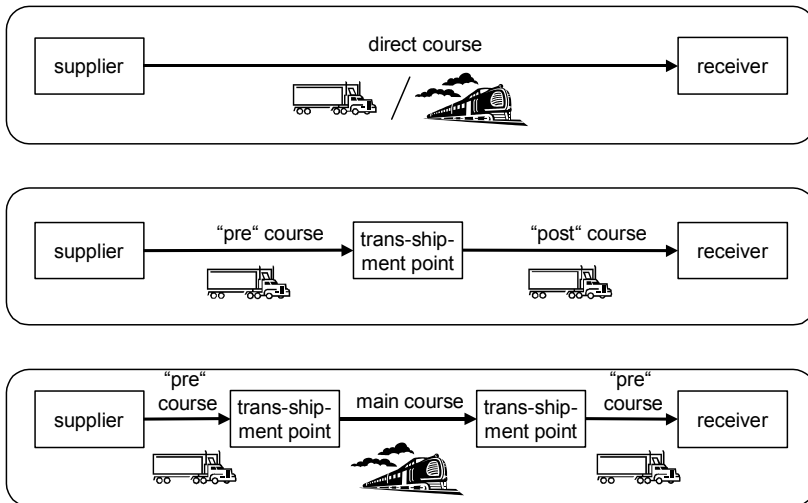 direct course
supplier
receiver
“pre“ course
“post“ course
supplier
trans-ship-
ment point
receiver
“pre“
course
main course
“pre“
course
supplier
trans-ship-
ment point
trans-ship-
ment point
receiver